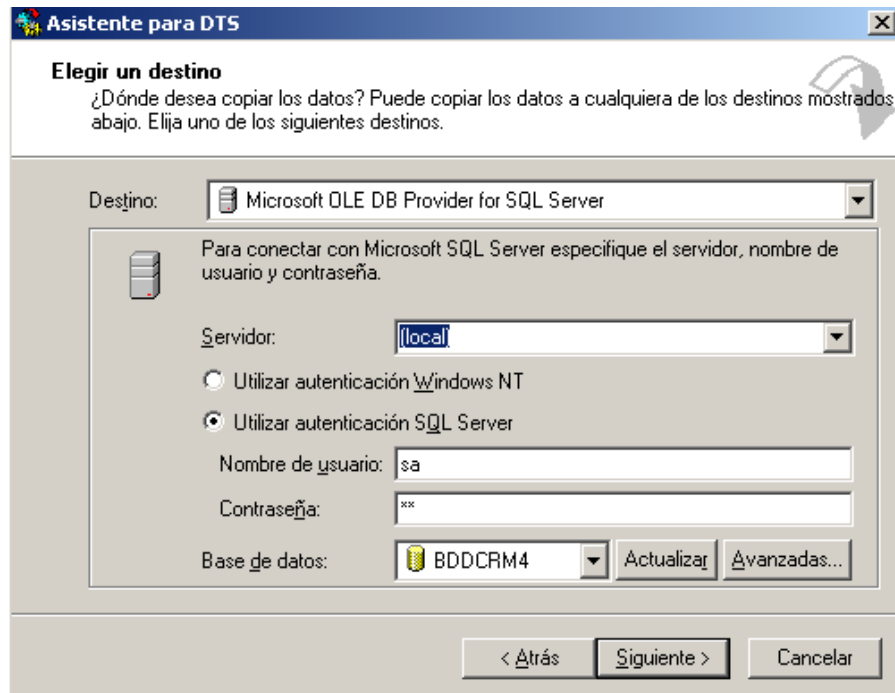 Asistente para DTS
Elegir un destino
¿Dónde desea copiar los datos? Puede copiar los datos a cualquiera de los destinos mostrados
abajo. Elija uno de los siguientes destinos.
Destino: Microsoft OLE DB Provider for SQL Server
Para conectar con Microsoft SQL Server especifique el servidor, nombre de
usuario y contraseña.
Servidor: (local)
Utilizar autenticación Windows NT
Utilizar autenticación SQL Server
Nombre de usuario: sa
Contraseña: **
Base de datos: BDDCRM4 Actualizar Avanzadas...
< Atrás Siguiente > Cancelar